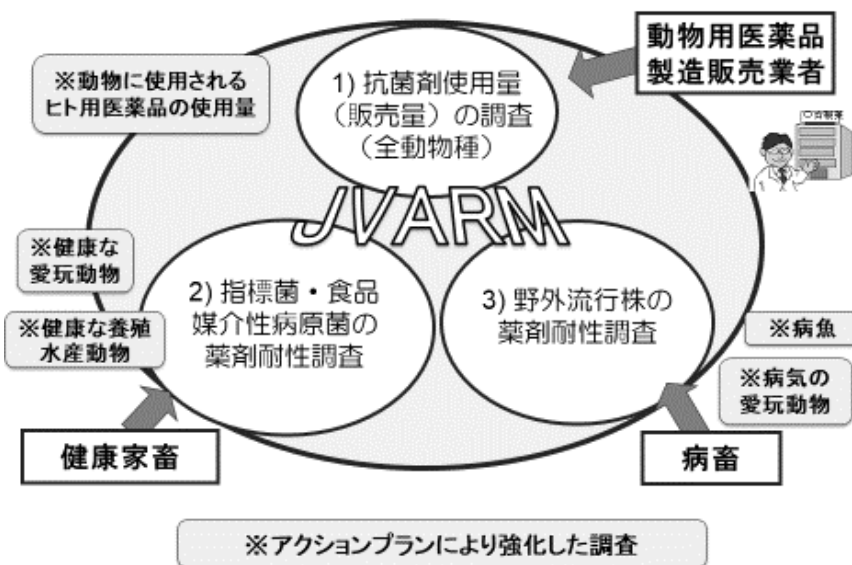 ※動物に使用される
ヒト用医薬品の使用量
1) 抗菌剤使用量
（販売量）の調査
（全動物種）
動物用医薬品
製造販売業者
JVARM
※健康な
愛玩動物
※健康な養殖
水産動物
2) 指標菌・食品
媒介性病原菌の
薬剤耐性調査
3) 野外流行株の
薬剤耐性調査
※病魚
※病気の
愛玩動物
健康家畜
病畜
※アクションプランにより強化した調査